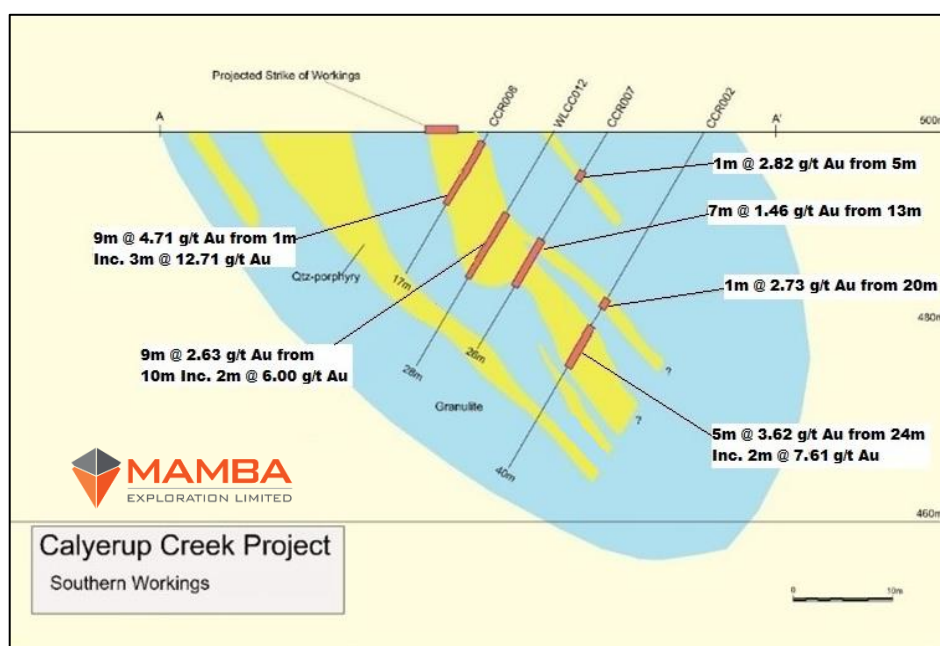 Projected Strike of Workings
A
CCR008
WLCC012
CCR007
CCR002
A'
500m
1m @ 2.82 g/t Au from 5m
7m @ 1.46 g/t Au from 13m
9m @ 4.71 g/t Au from 1m
Inc. 3m @ 12.71 g/t Au
Qtz-porphyry
17m
1m @ 2.73 g/t Au from 20m
480m
9m @ 2.63 g/t Au from
10m Inc. 2m @ 6.00 g/t Au
28m
26m
?
Granulite
?
5m @ 3.62 g/t Au from 24m
Inc. 2m @ 7.61 g/t Au
40m
MAMBA
EXPLORATION LIMITED
460m
Calyerup Creek Project
Southern Workings
0
10m